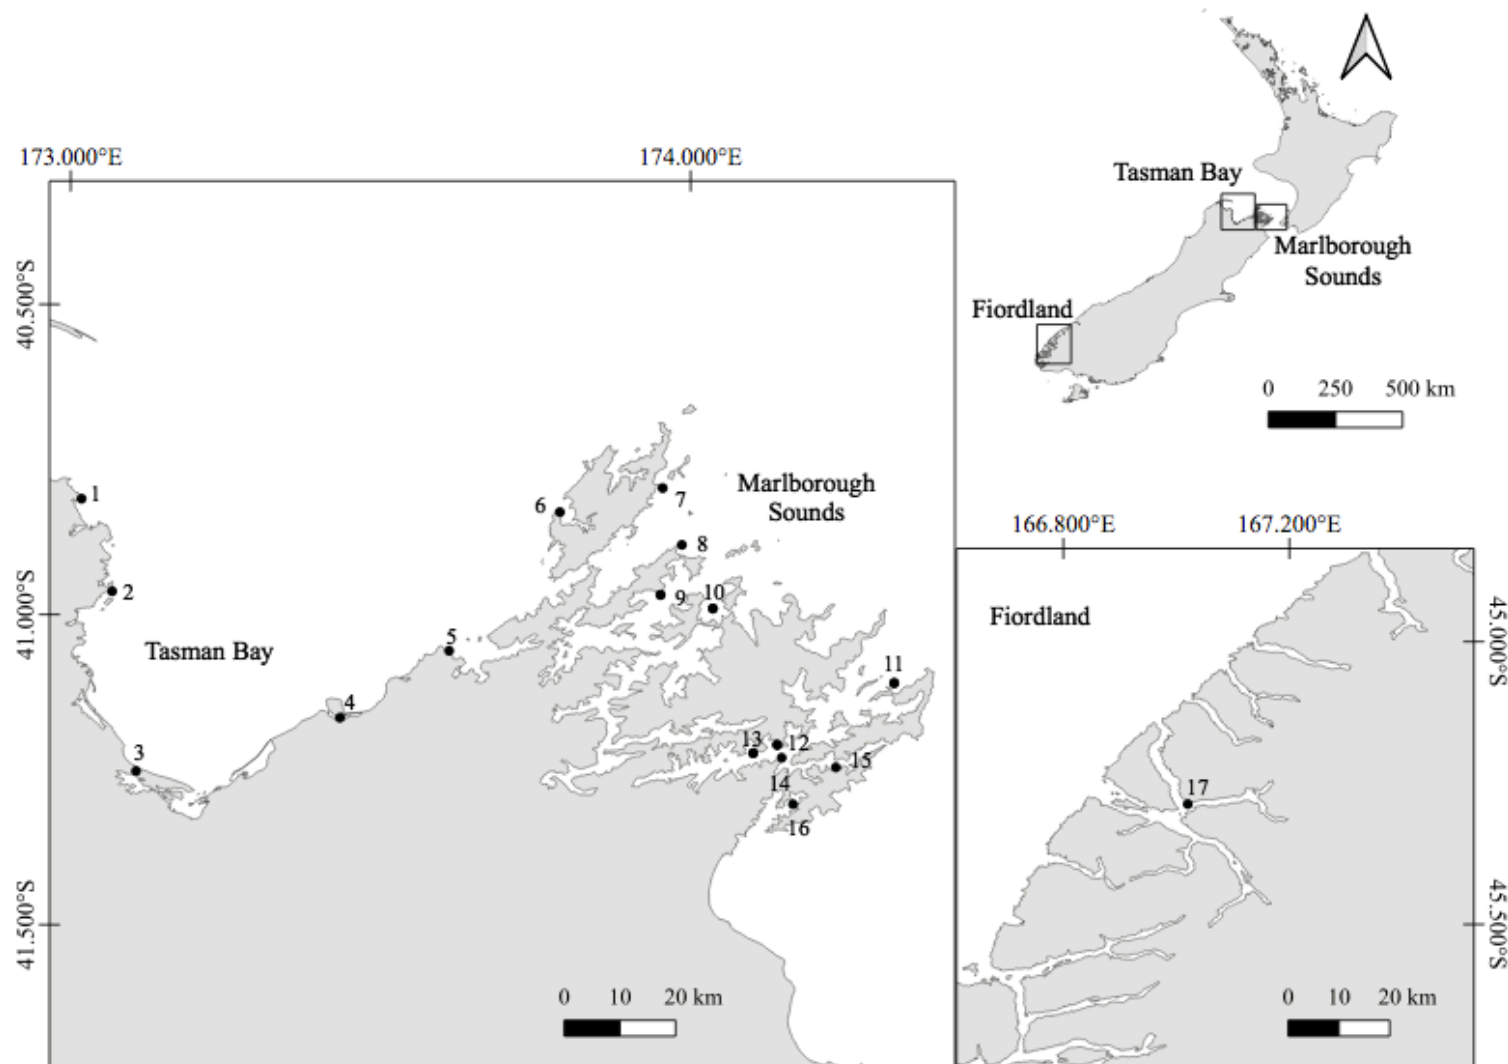 173.000°E
174.000°E
40.500°S
41.000°S
41.500°S
1
2
Tasman Bay
3
4
5
6
7
8
9
10
Marlborough
Sounds
11
13
12
15
14
16
0 10 20 km
Tasman Bay
Marlborough
Sounds
Fiordland
0 250 500 km
166.800°E
167.200°E
Fiordland
45.000°S
17
45.500°S
0 10 20 km